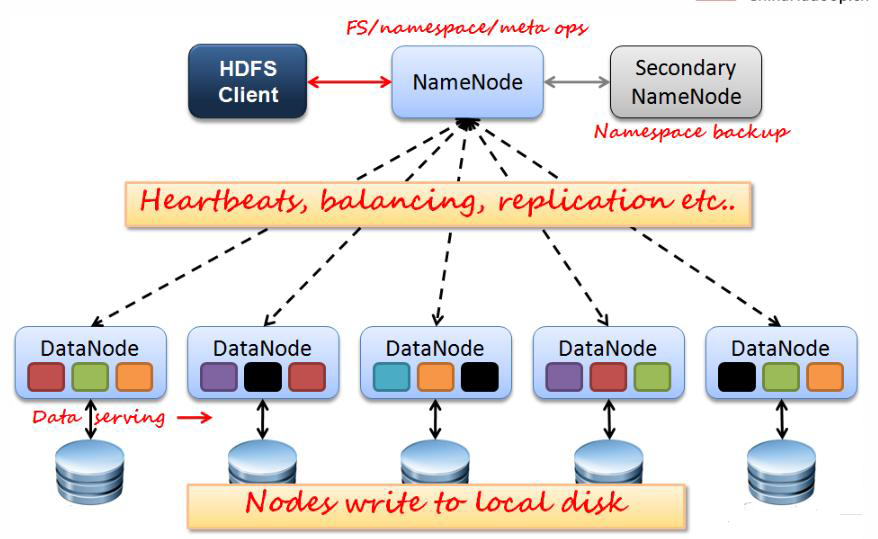 FS/namespace/meta ops
HDFS
Client
NameNode
Secondary
NameNode
Namespace backup
Heartbeats, balancing, replication etc..
DataNode
DataNode
DataNode
DataNode
DataNode
Data serving
Nodes write to local disk